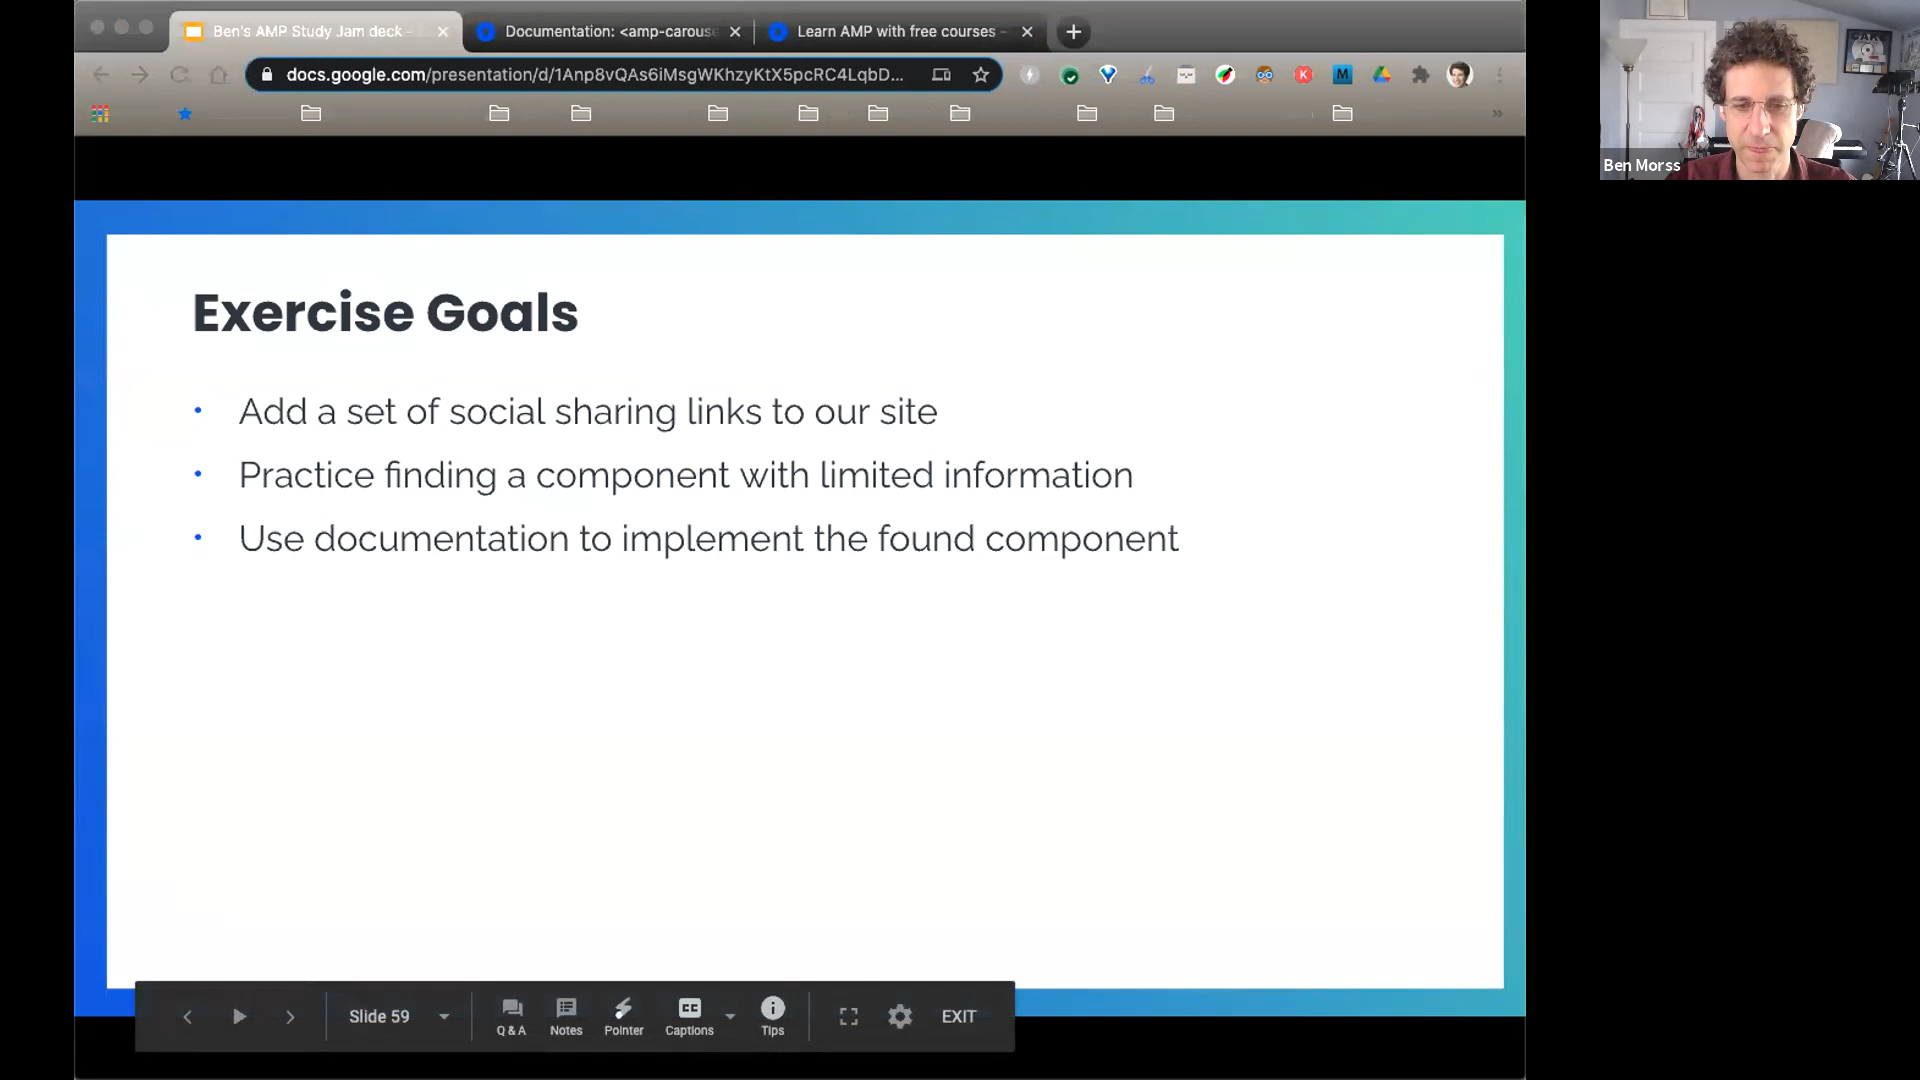 Ben's AMP Study Jam deck -
Documentation: <amp-carous
Learn AMP with free courses -
docs.google.com/presentation/d/1Anp8vQAs6iMsgWKhzyKtX5pcRC4LqbD...
Ben Morss
Exercise Goals
• Add a set of social sharing links to our site
• Practice finding a component with limited information
• Use documentation to implement the found component
Slide 59
Q & A
Notes
Pointer
CC
Captions
Tips
EXIT